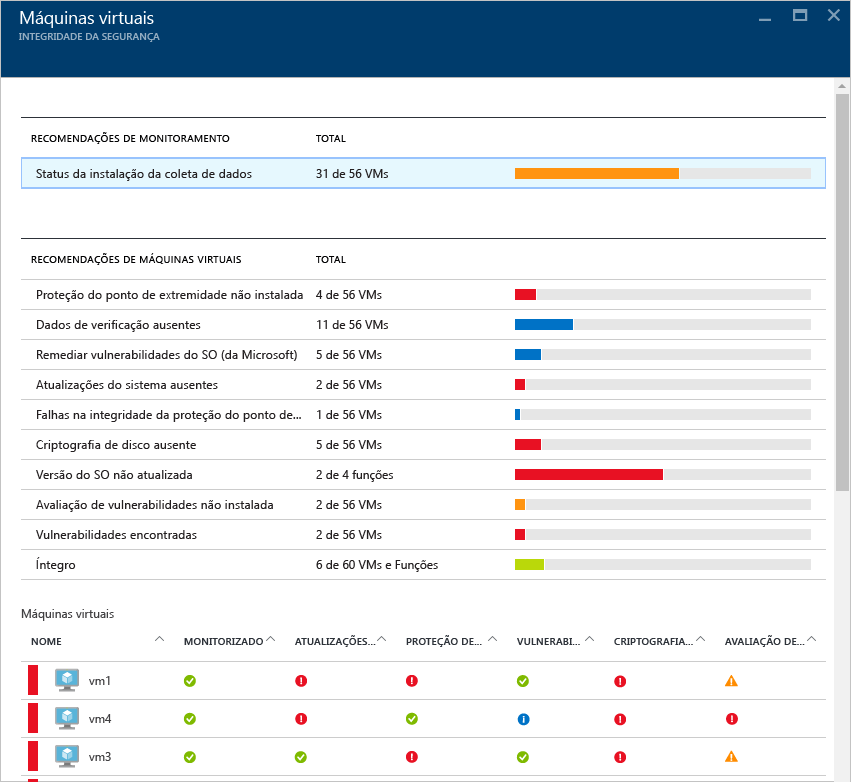 Máquinas virtuais
INTEGRIDADE DA SEGURANÇA
RECOMENDAÇÕES DE MONITORAMENTO TOTAL
Status da instalação da coleta de dados 31 de 56 VMs
RECOMENDAÇÕES DE MÁQUINAS VIRTUAIS TOTAL
Proteção do ponto de extremidade não instalada 4 de 56 VMs
Dados de verificação ausentes 11 de 56 VMs
Remediar vulnerabilidades do SO (da Microsoft) 5 de 56 VMs
Atualizações do sistema ausentes 2 de 56 VMs
Falhas na integridade da proteção do ponto de... 1 de 56 VMs
Criptografia de disco ausente 5 de 56 VMs
Versão do SO não atualizada 2 de 4 funções
Avaliação de vulnerabilidades não instalada 2 de 56 VMs
Vulnerabilidades encontradas 2 de 56 VMs
Íntegro 6 de 60 VMs e Funções
Máquinas virtuais
NOME MONITORIZADO ATUALIZAÇÕES... PROTEÇÃO DE... VULNERABI... CRIPTOGRAFIA... AVALIAÇÃO DE...
vm1
vm4
vm3